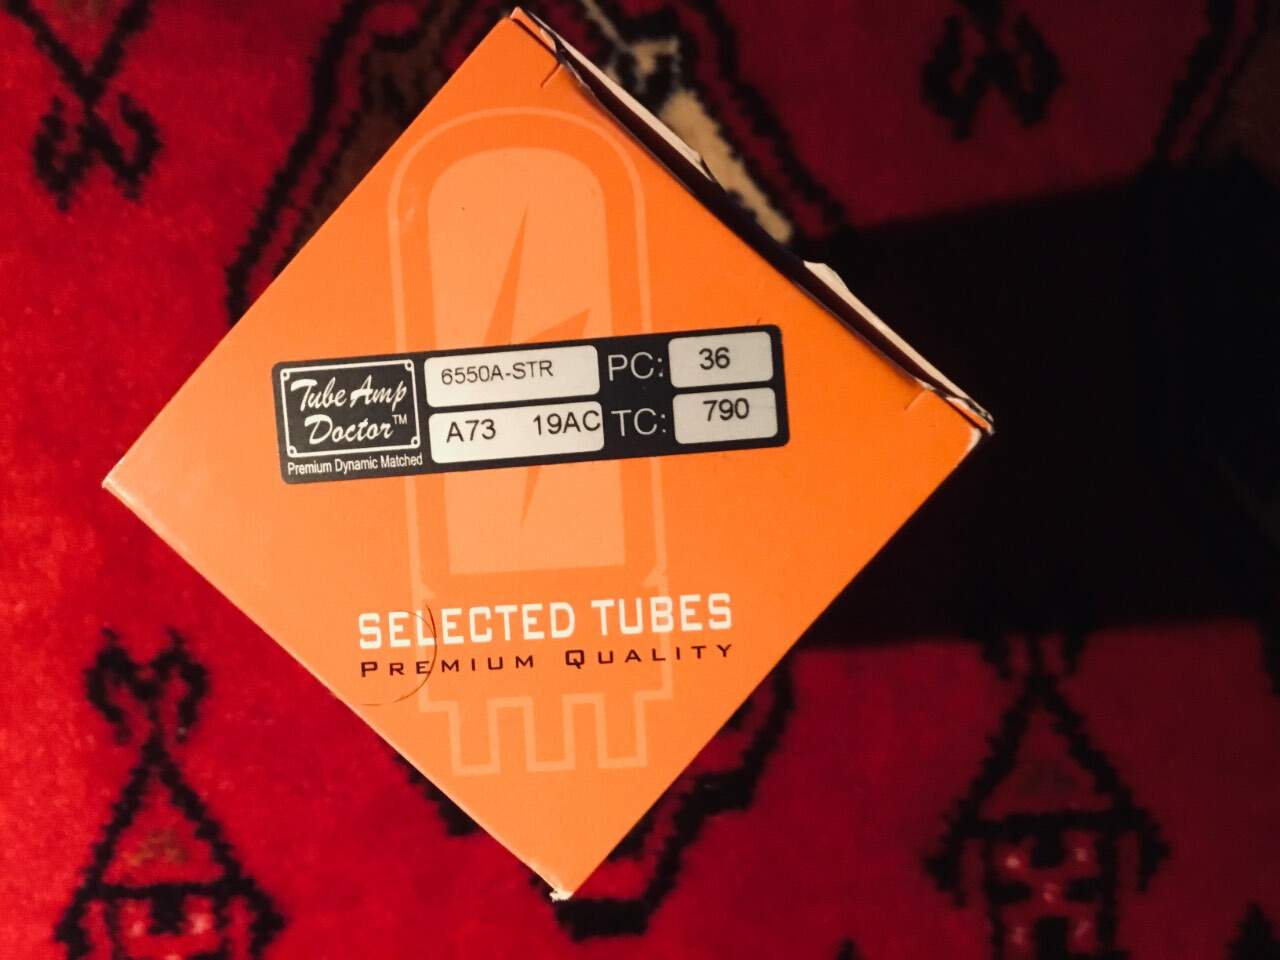 Tube Amp
Doctor™
Premium Dynamic Matched
6550A-STR
A73 19AC
PC: 36
TC: 790
SELECTED TUBES
PREMIUM QUALITY